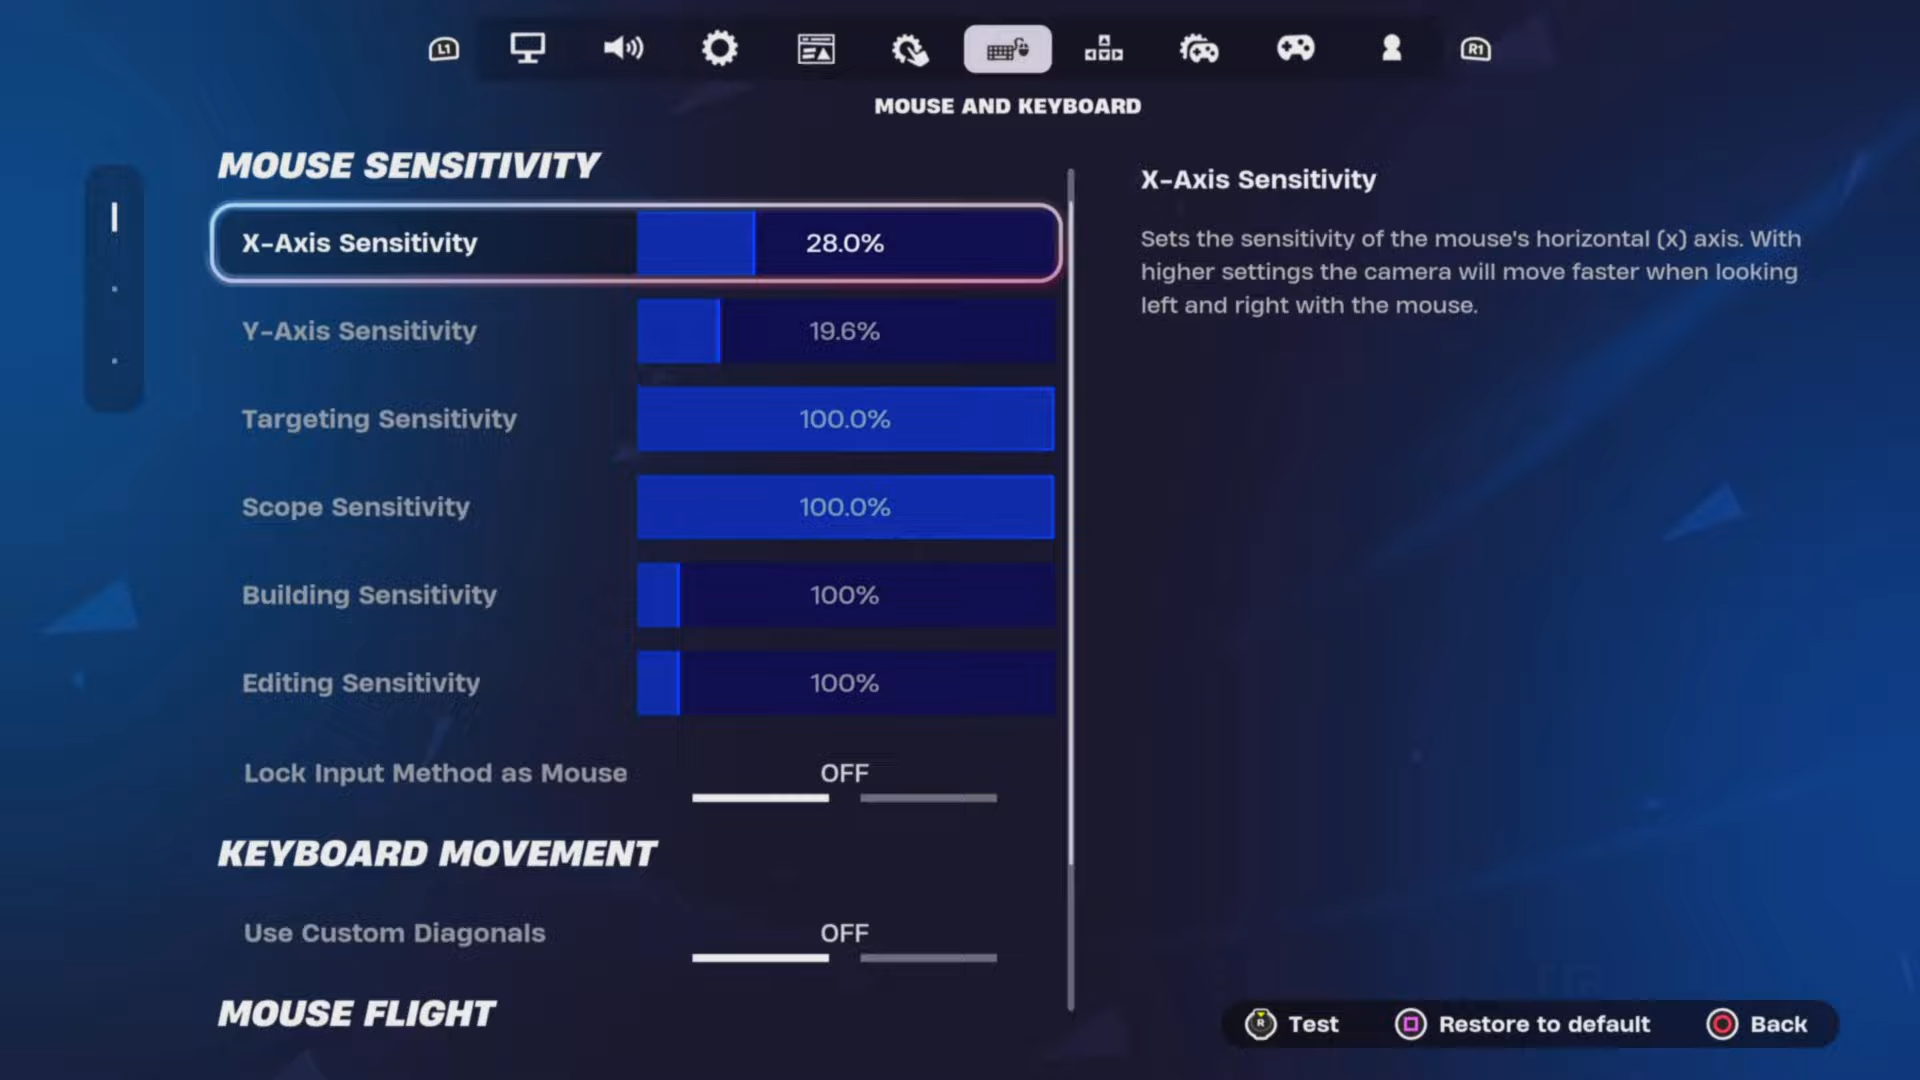 L1
R1
MOUSE AND KEYBOARD
MOUSE SENSITIVITY
X-Axis Sensitivity
28.0%
Y-Axis Sensitivity
19.6%
Targeting Sensitivity
100.0%
Scope Sensitivity
100.0%
Building Sensitivity
100%
Editing Sensitivity
100%
Lock Input Method as Mouse
OFF
KEYBOARD MOVEMENT
Use Custom Diagonals
OFF
MOUSE FLIGHT
X-Axis Sensitivity
Sets the sensitivity of the mouse's horizontal (x) axis. With
higher settings the camera will move faster when looking
left and right with the mouse.
R Test
Restore to default
Back